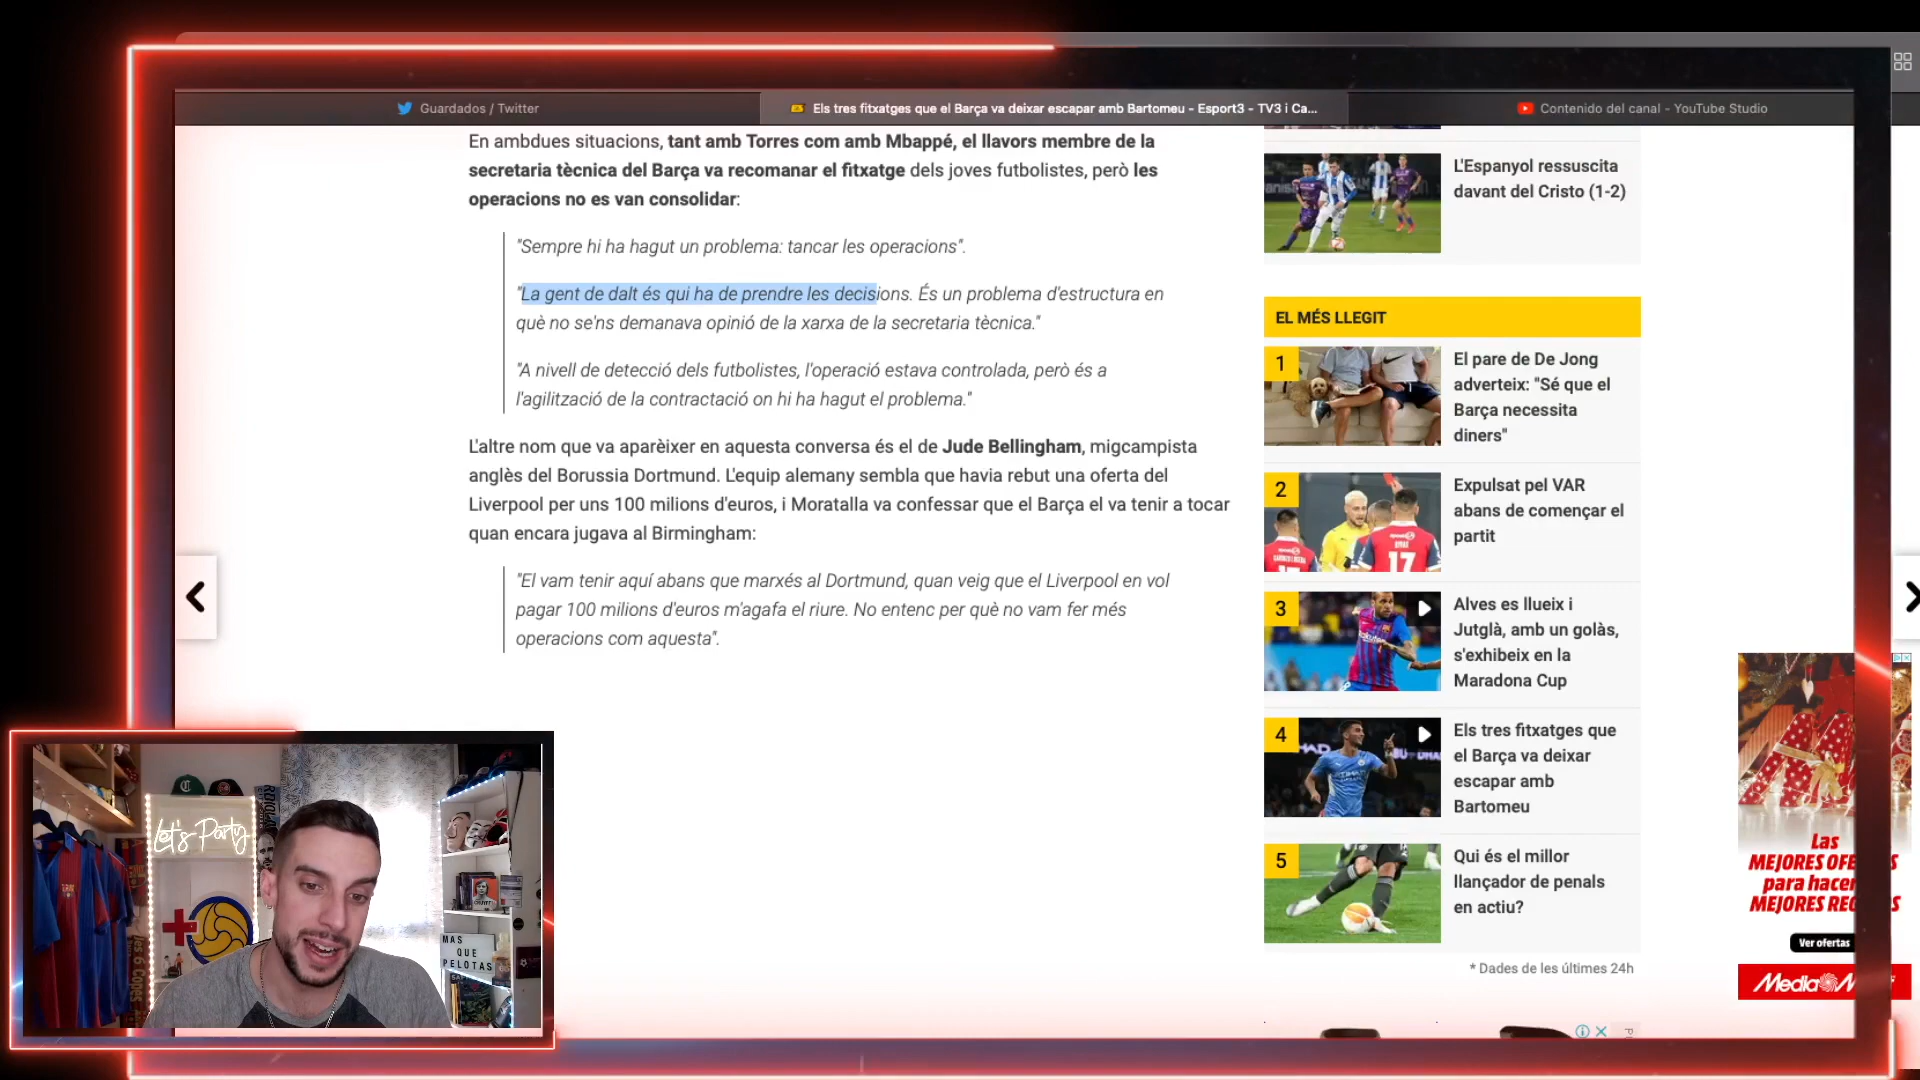 Guardados / Twitter
Els tres fitxatges que el Barça va deixar escapar amb Bartomeu - Esport3 - TV3 i Ca...
Contenido del canal - YouTube Studio
En ambdues situacions, tant amb Torres com amb Mbappé, el llavors membre de la
secretaria tècnica del Barça va recomanar el fitxatge dels joves futbolistes, però les
operacions no es van consolidar:
"Sempre hi ha hagut un problema: tancar les operacions".
"La gent de dalt és qui ha de prendre les decisions. És un problema d'estructura en
què no se'ns demanava opinió de la xarxa de la secretaria tècnica."
"A nivell de detecció dels futbolistes, l'operació estava controlada, però és a
l'agilització de la contractació on hi ha hagut el problema."
L'altre nom que va aparèixer en aquesta conversa és el de Jude Bellingham, migcampista
anglès del Borussia Dortmund. L'equip alemany sembla que havia rebut una oferta del
Liverpool per uns 100 milions d'euros, i Moratalla va confessar que el Barça el va tenir a tocar
quan encara jugava al Birmingham:
"El vam tenir aquí abans que marxés al Dortmund, quan veig que el Liverpool en vol
pagar 100 milions d'euros m'agafa el riure. No entenc per què no vam fer més
operacions com aquesta".
L'Espanyol ressuscita
davant del Cristo (1-2)
EL MÉS LLEGIT
1
El pare de De Jong
adverteix: "Sé que el
Barça necessita
diners"
2
Expulsat pel VAR
abans de començar el
partit
17
3
Alves es llueix i
Jutglà, amb un golàs,
s'exhibeix en la
Maradona Cup
4
Els tres fitxatges que
el Barça va deixar
escapar amb
Bartomeu
5
Qui és el millor
llançador de penals
en actiu?
* Dades de les últimes 24h
Las
MEJORES OFE S
para hacer
MEJORES RE S
Ver ofertas
Media M
Let's Party
MAS
QUE
PELOTAS